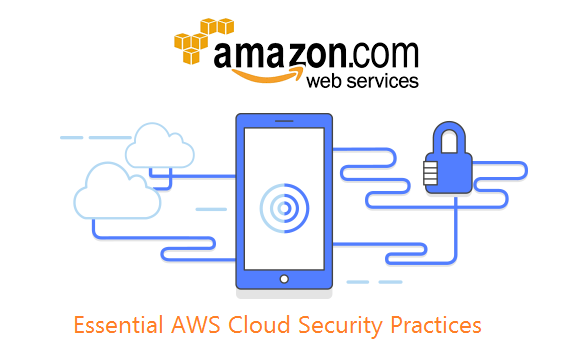 amazon.com
web services
Essential AWS Cloud Security Practices